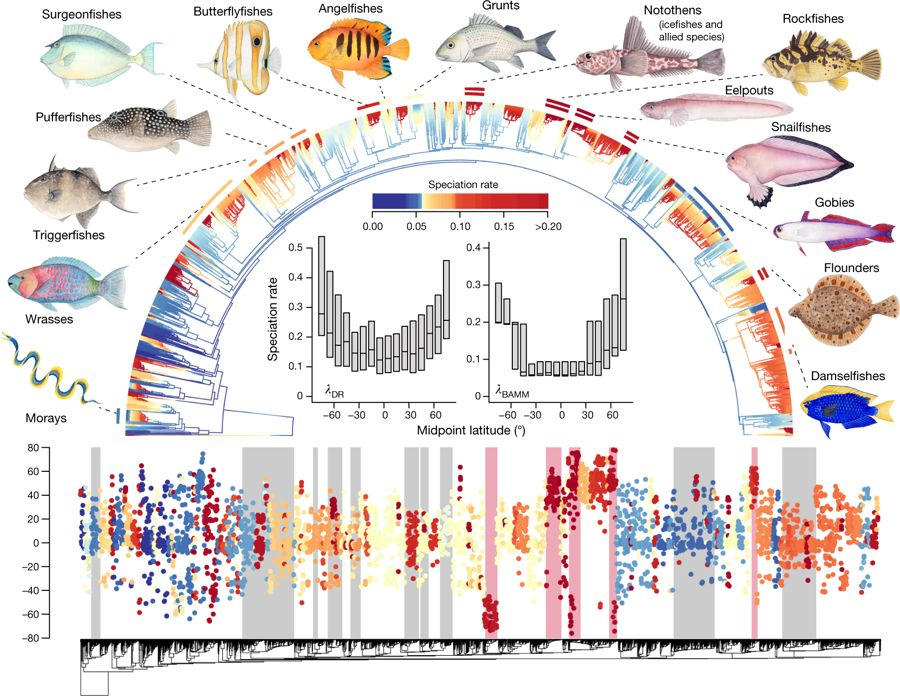 Surgeonfishes
Butterflyfishes
Angelfishes
Grunts
Notothens
(icefishes and
allied species)
Rockfishes
Pufferfishes
Eelpouts
Triggerfishes
Snailfishes
Wrasses
Gobies
Flounders
Morays
Damselfishes
Speciation rate
0.00 0.05 0.10 0.15 >0.20
Speciation rate
0.5
0.4
0.3
0.2
0.1
0
λDR
−60 −30 0 30 60
0.4
0.3
0.2
0.1
0
λBAMM
−60 −30 0 30 60
Midpoint latitude (°)
80
60
40
20
0
−20
−40
−60
−80